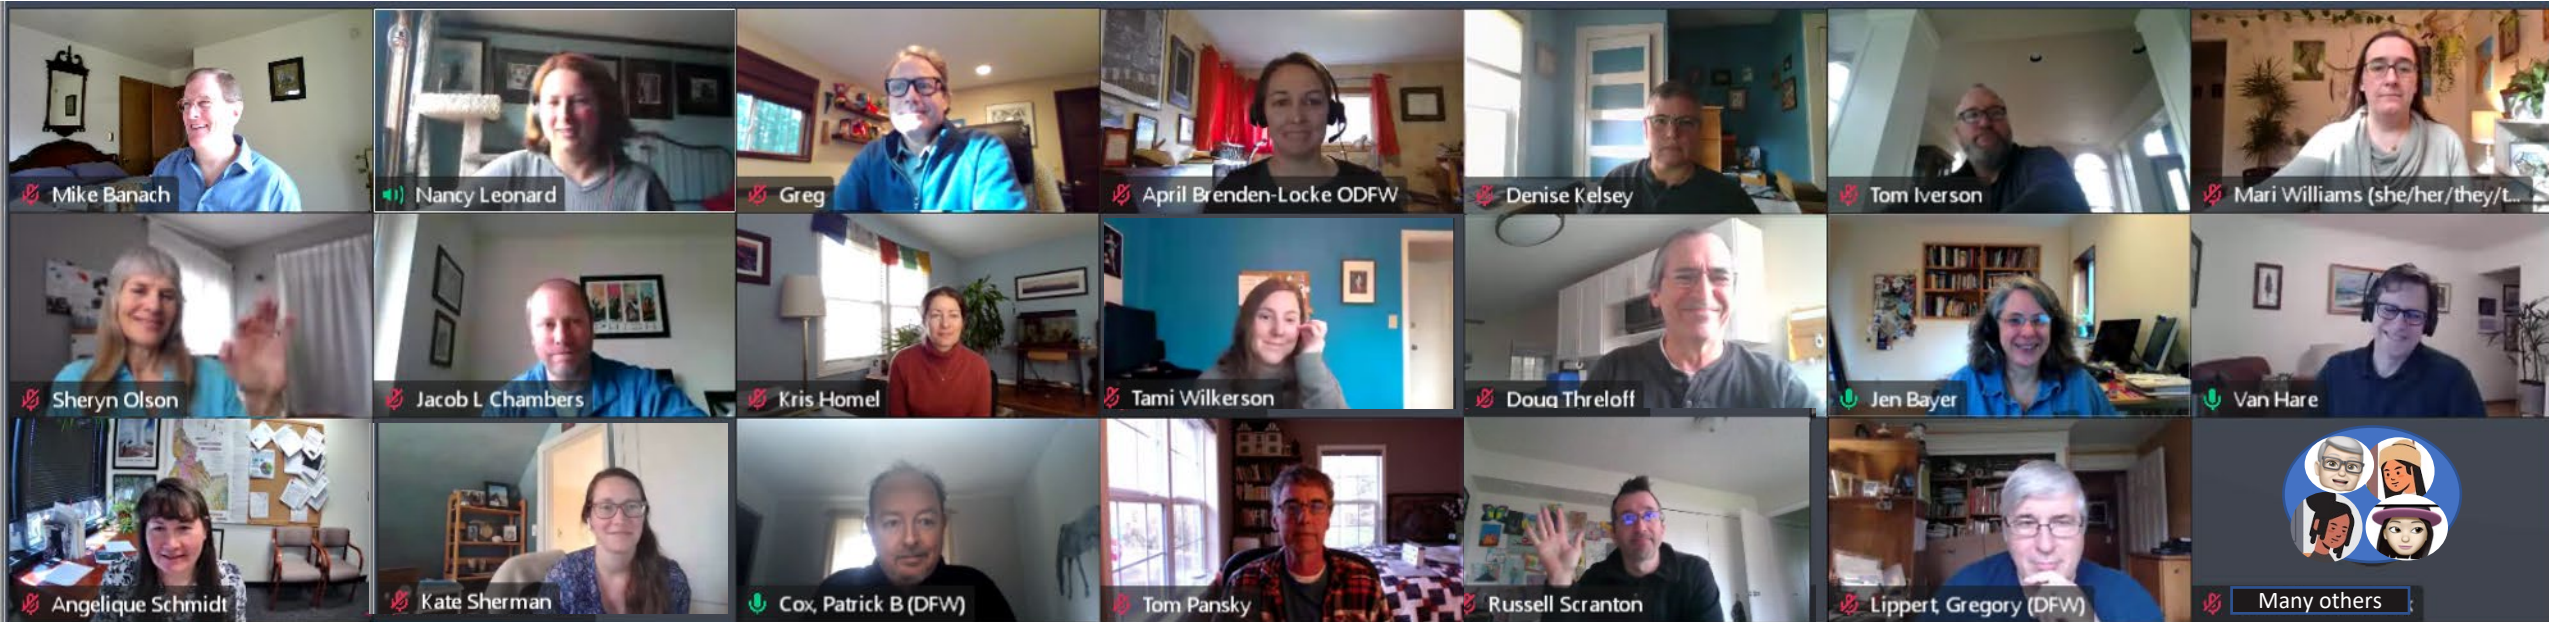 Mike Banach
Nancy Leonard
Greg
April Brenden-Locke ODFW
Denise Kelsey
Tom Iverson
Mari Williams (she/her/they/t...
Sheryn Olson
Jacob L Chambers
Kris Homel
Tami Wilkerson
Doug Threloff
Jen Bayer
Van Hare
Angelique Schmidt
Kate Sherman
Cox, Patrick B (DFW)
Tom Pansky
Russell Scranton
Lippert, Gregory (DFW)
Many others